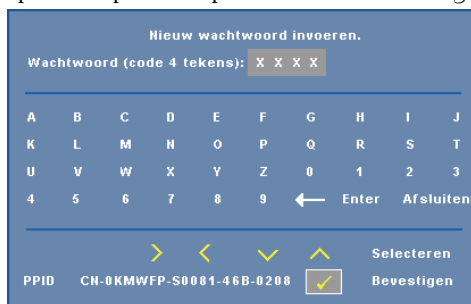 Nieuw wachtwoord invoeren.
Wachtwoord (code 4 tekens): X X X X
A B C D E F G H I J
K L M N O P Q R S T
U V W X Y Z 0 1 2 3
4 5 6 7 8 9 ← Enter Afsluiten
Selecteren
PPID CN-0KMWFP-S0081-46B-0208 Bevestigen